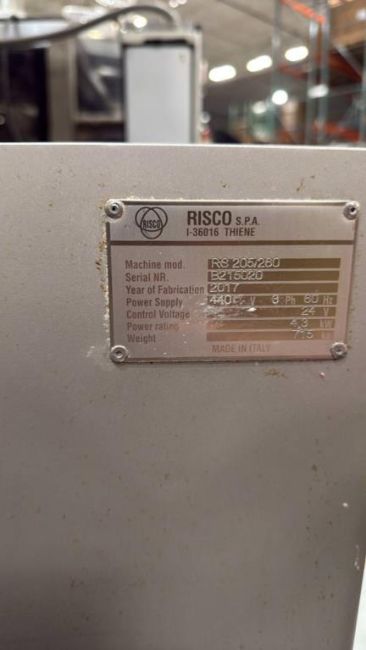 RISCO
RISCO S.P.A.
I-36016 THIENE
Machine mod. RS 205/260
Serial NR. B215020
Year of Fabrication 2017
Power Supply 440 V 3 Ph 60 Hz
Control Voltage 24 V
Power rating 4,3 kW
Weight
MADE IN ITALY